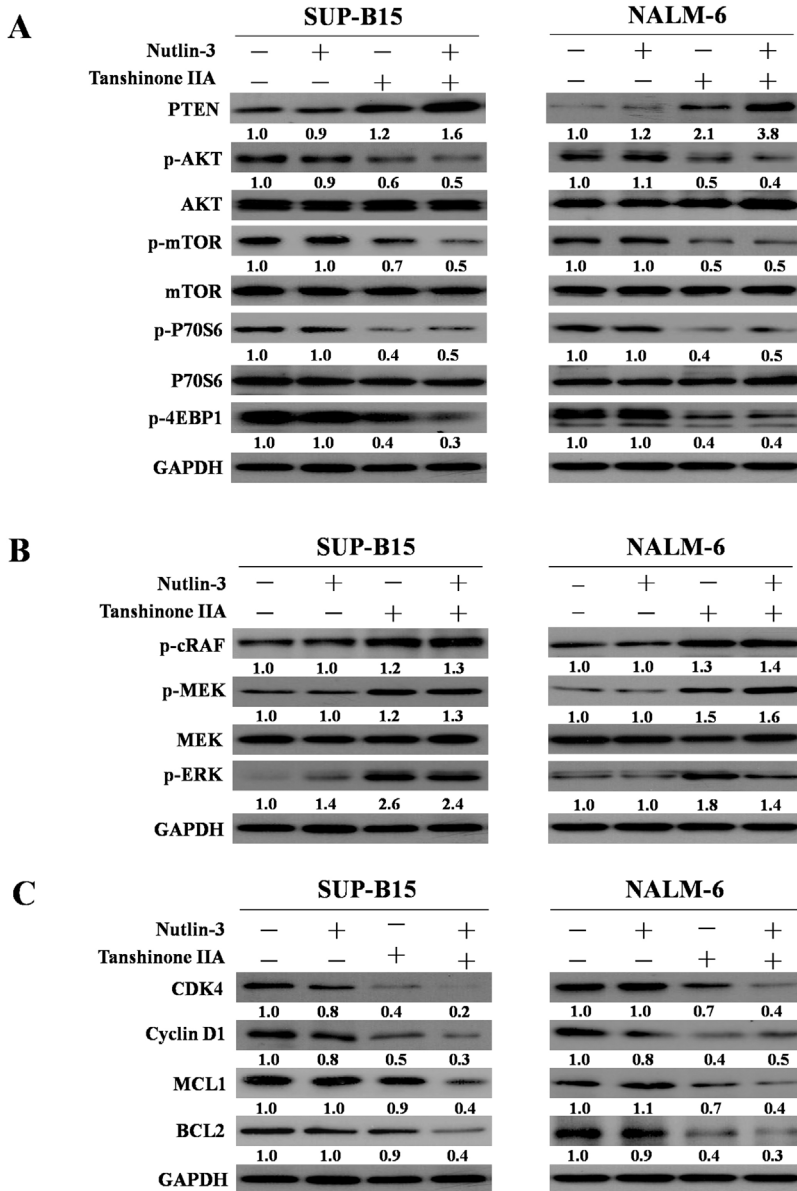 A
SUP-B15 NALM-6
Nutlin-3 − + − + − + − +
Tanshinone IIA − − + + − − + +
PTEN
1.0 0.9 1.2 1.6 1.0 1.2 2.1 3.8
p-AKT
1.0 0.9 0.6 0.5 1.0 1.1 0.5 0.4
AKT
p-mTOR
1.0 1.0 0.7 0.5 1.0 1.0 0.5 0.5
mTOR
p-P70S6
1.0 1.0 0.4 0.5 1.0 1.0 0.4 0.5
P70S6
p-4EBP1
1.0 1.0 0.4 0.3 1.0 1.0 0.4 0.4
GAPDH
B
SUP-B15 NALM-6
Nutlin-3 − + − + − + − +
Tanshinone IIA − − + + − − + +
p-cRAF
1.0 1.0 1.2 1.3 1.0 1.0 1.3 1.4
p-MEK
1.0 1.0 1.2 1.3 1.0 1.0 1.5 1.6
MEK
p-ERK
1.0 1.4 2.6 2.4 1.0 1.0 1.8 1.4
GAPDH
C
SUP-B15 NALM-6
Nutlin-3 − + − + − + − +
Tanshinone IIA − − + + − − + +
CDK4
1.0 0.8 0.4 0.2 1.0 1.0 0.7 0.4
Cyclin D1
1.0 0.8 0.5 0.3 1.0 0.8 0.4 0.5
MCL1
1.0 1.0 0.9 0.4 1.0 1.1 0.7 0.4
BCL2
1.0 1.0 0.9 0.4 1.0 0.9 0.4 0.3
GAPDH